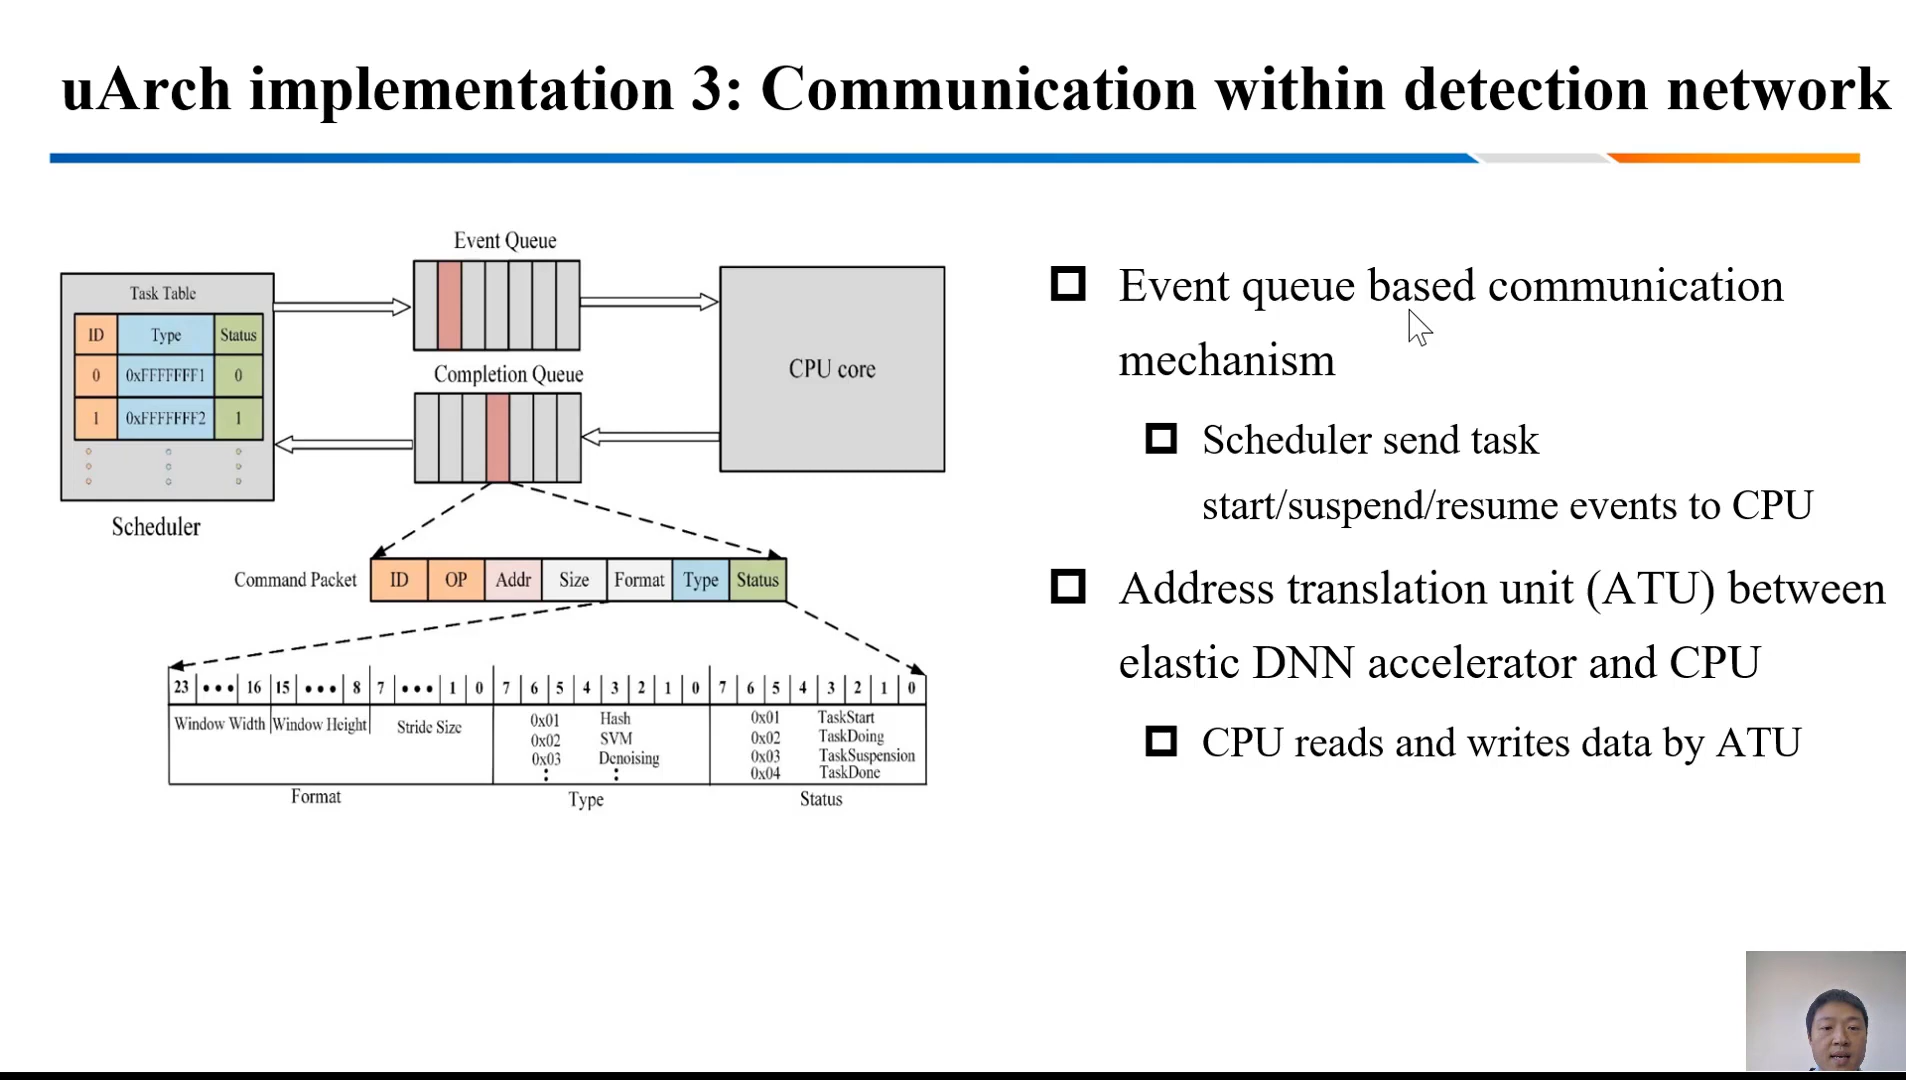 uArch implementation 3: Communication within detection network
Event Queue
Task Table
ID Type Status
0 0xFFFFFFF1 0
1 0xFFFFFFF2 1
Scheduler
Completion Queue
CPU core
Command Packet ID OP Addr Size Format Type Status
23 ••• 16 15 ••• 8 7 ••• 1 0 7 6 5 4 3 2 1 0 7 6 5 4 3 2 1 0
Window Width Window Height Stride Size
0x01 Hash
0x02 SVM
0x03 Denoising
0x01 TaskStart
0x02 TaskDoing
0x03 TaskSuspension
0x04 TaskDone
Format Type Status
Event queue based communication
mechanism
Scheduler send task
start/suspend/resume events to CPU
Address translation unit (ATU) between
elastic DNN accelerator and CPU
CPU reads and writes data by ATU